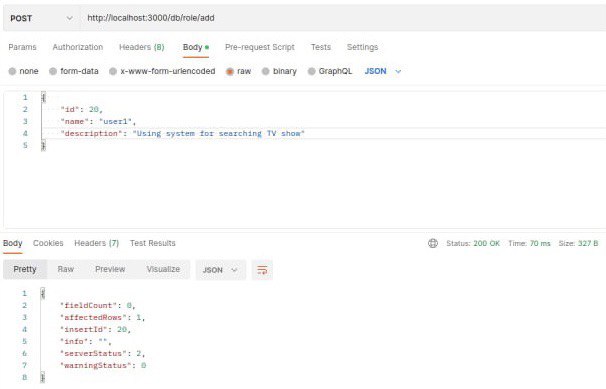 POST http://localhost:3000/db/role/add
Params Authorization Headers (8) Body Pre-request Script Tests Settings
none form-data x-www-form-urlencoded raw binary GraphQL JSON
1 {
2 "id": 20,
3 "name": "user1",
4 "description": "Using system for searching TV show"
5 }
Body Cookies Headers (7) Test Results Status: 200 OK Time: 70 ms Size: 327 B
Pretty Raw Preview Visualize JSON
1 {
2 "fieldCount": 0,
3 "affectedRows": 1,
4 "insertId": 20,
5 "info": "",
6 "serverStatus": 2,
7 "warningStatus": 0
8 }